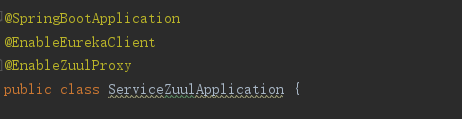 @SpringBootApplication
@EnableEurekaClient
@EnableZuulProxy
public class ServiceZuulApplication {